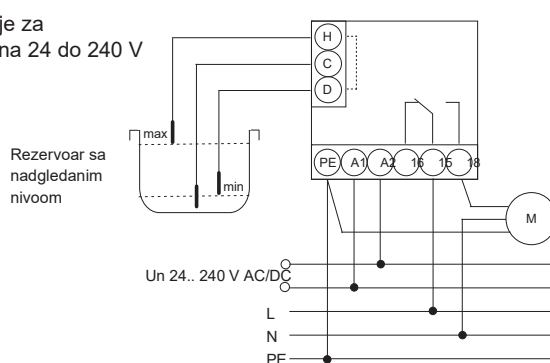 je za
na 24 do 240 V
H
C
D
max
min
Rezervoar sa
nadgledanim
nivoom
PE A1 A2 16 15 18
M
Un 24.. 240 V AC/DC
L
N
PE